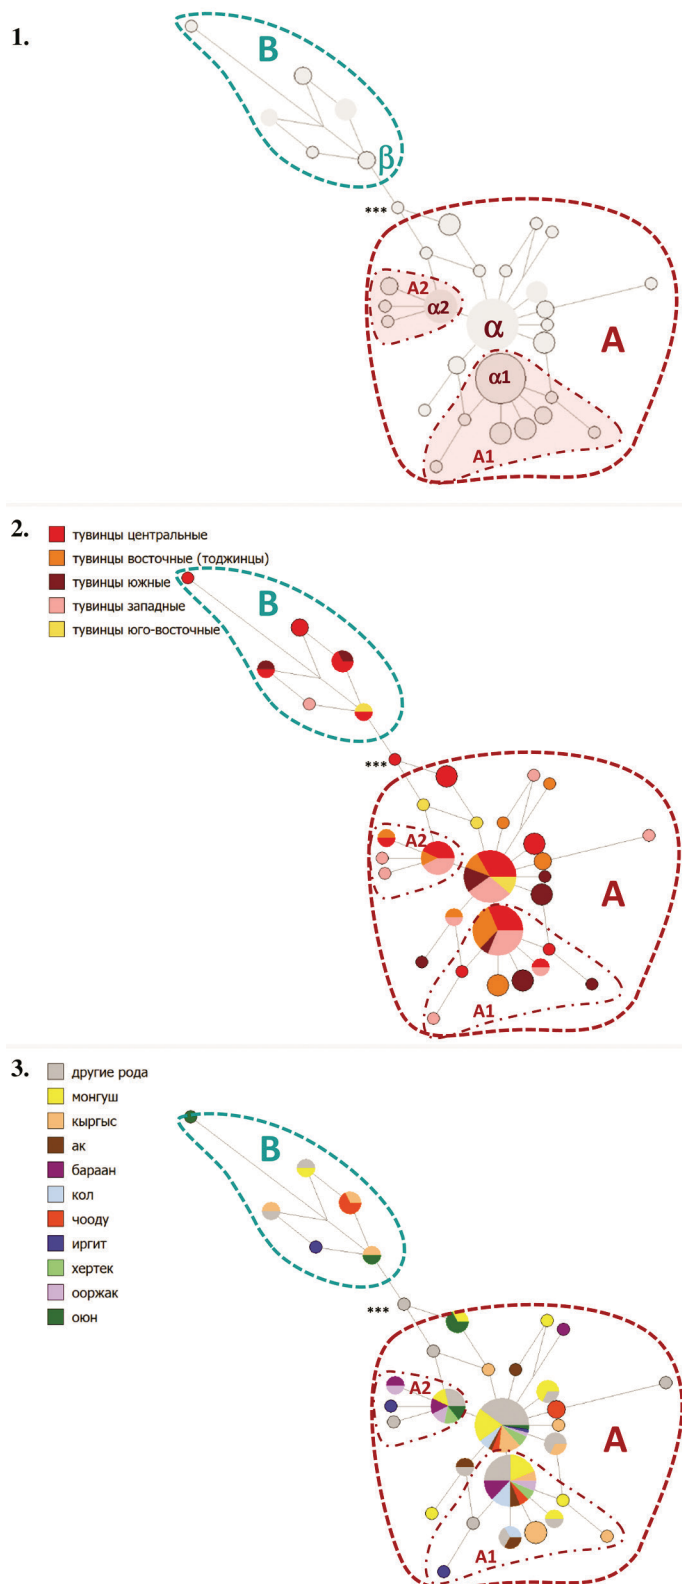 1.
B
β
***
A2
α2
α
A
α1
A1
2.
тувинцы центральные
тувинцы восточные (тоджинцы)
тувинцы южные
тувинцы западные
тувинцы юго-восточные
B
***
A2
A
A1
3.
другие рода
монгуш
кыргыс
ак
бараан
кол
чооду
иргит
хертек
ооржак
оюн
B
***
A2
A
A1